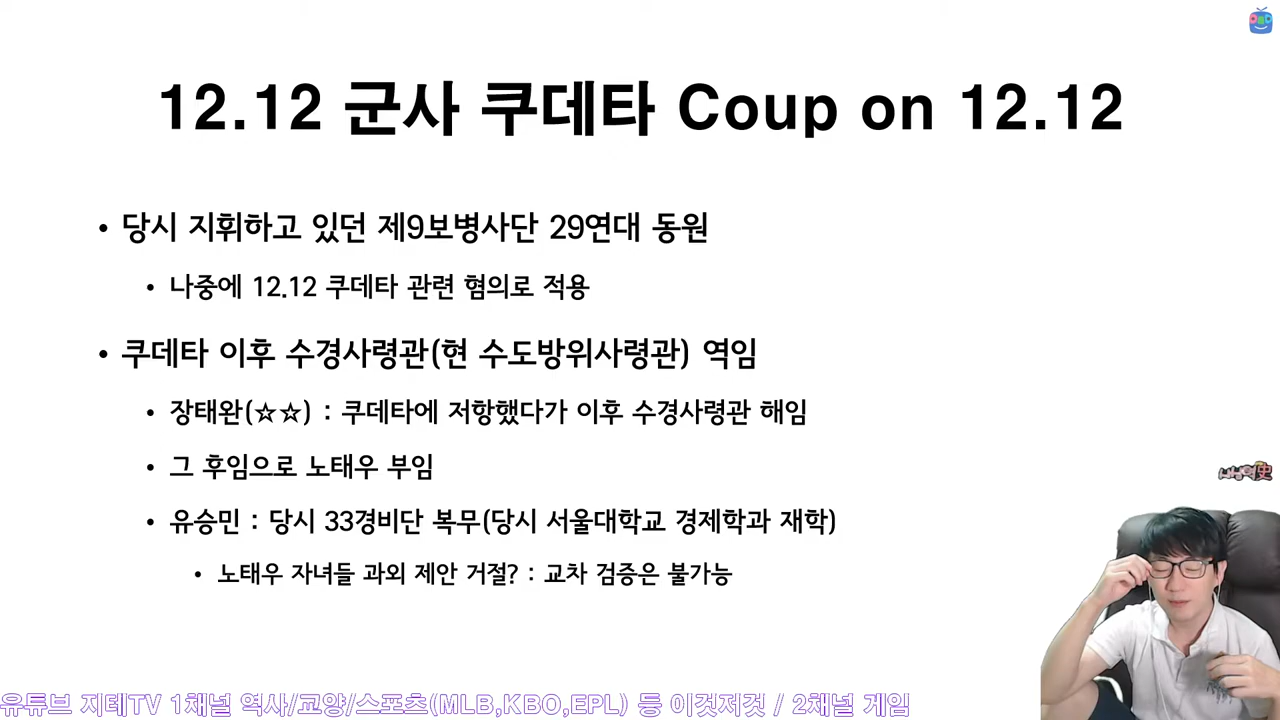 12.12 군사 쿠데타 Coup on 12.12
• 당시 지휘하고 있던 제9보병사단 29연대 동원
• 나중에 12.12 쿠데타 관련 혐의로 적용
• 쿠데타 이후 수경사령관(현 수도방위사령관) 역임
• 장태완(☆☆) : 쿠데타에 저항했다가 이후 수경사령관 해임
• 그 후임으로 노태우 부임
• 유승민 : 당시 33경비단 복무(당시 서울대학교 경제학과 재학)
• 노태우 자녀들 과외 제안 거절? : 교차 검증은 불가능
유튜브 지테TV 1채널 역사/교양/스포츠(MLB,KBO,EPL) 등 이것저것 / 2채널 게임